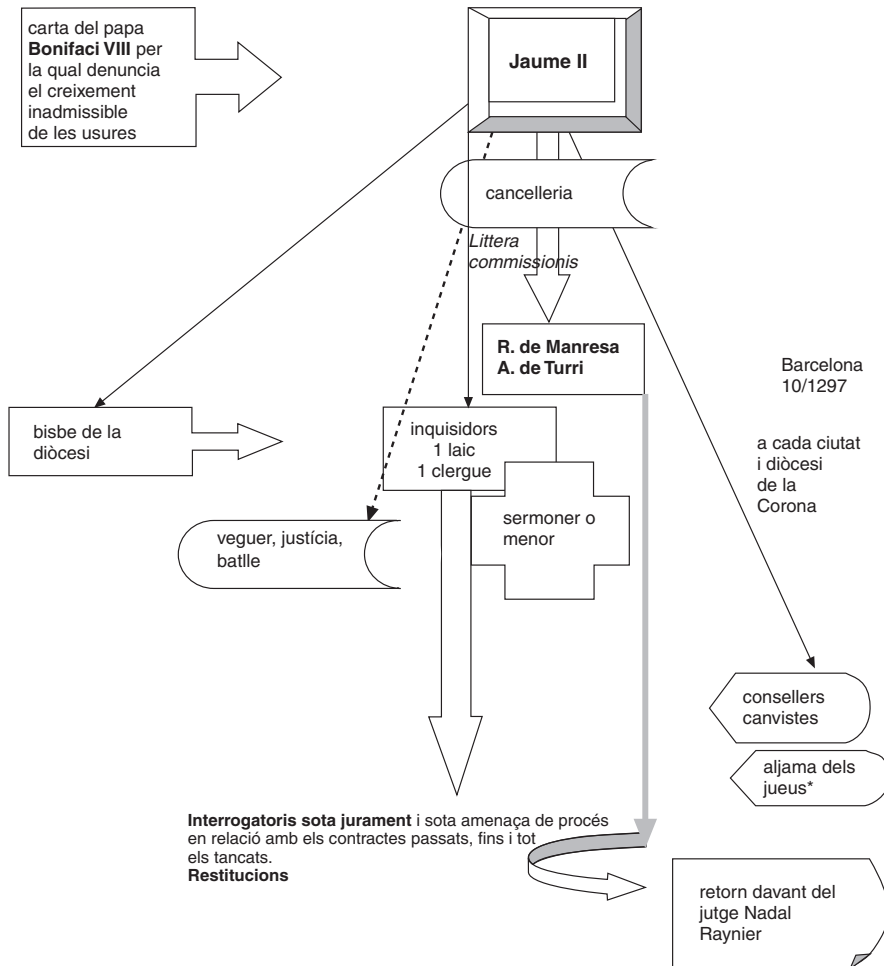 carta del papa
Bonifaci VIII per
la qual denuncia
el creixement
inadmissible
de les usures
Jaume II
cancelleria
Littera
commissionis
R. de Manresa
A. de Turri
Barcelona
10/1297
bisbe de la
diòcesi
inquisidors
1 laic
1 clergue
a cada ciutat
i diòcesi
de la
Corona
sermoner o
menor
veguer, justícia,
batlle
consellers
canvistes
aljama dels
jueus*
Interrogatoris sota jurament i sota amenaça de procés
en relació amb els contractes passats, fins i tot
els tancats.
Restitucions
retorn davant del
jutge Nadal
Raynier